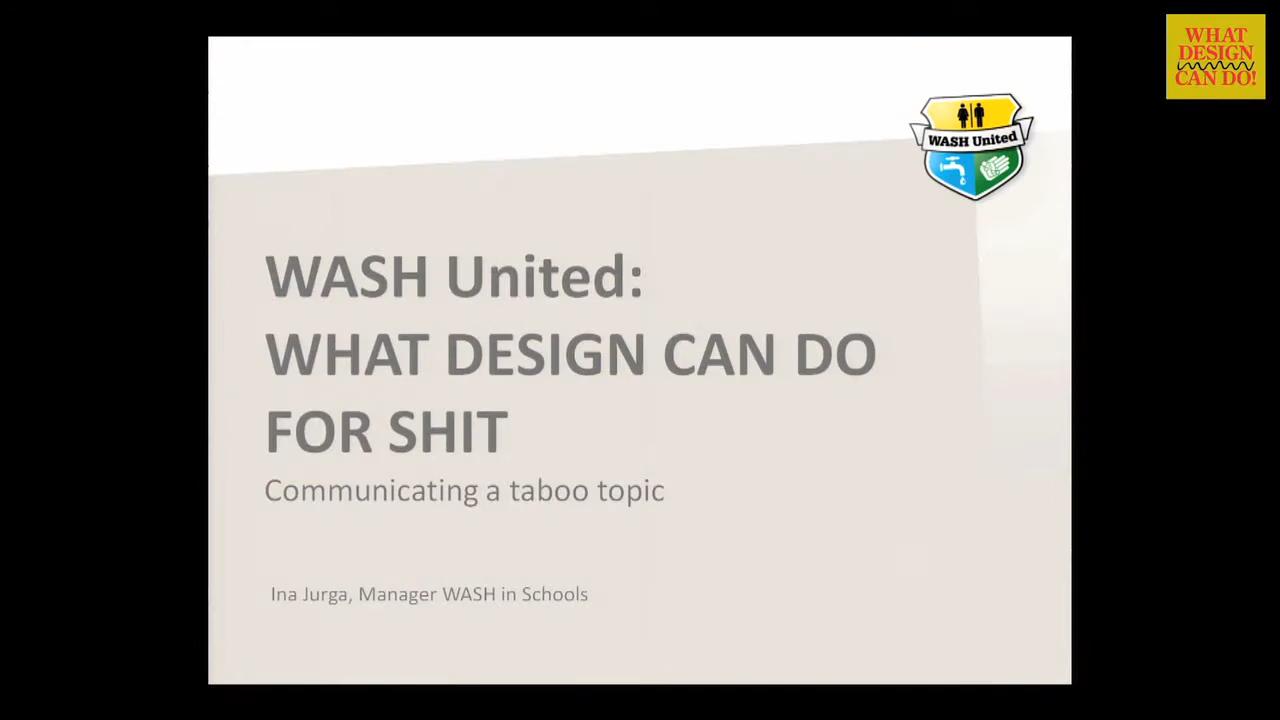 WHAT
DESIGN
CAN DO!
WASH United
WASH United:
WHAT DESIGN CAN DO
FOR SHIT
Communicating a taboo topic
Ina Jurga, Manager WASH in Schools